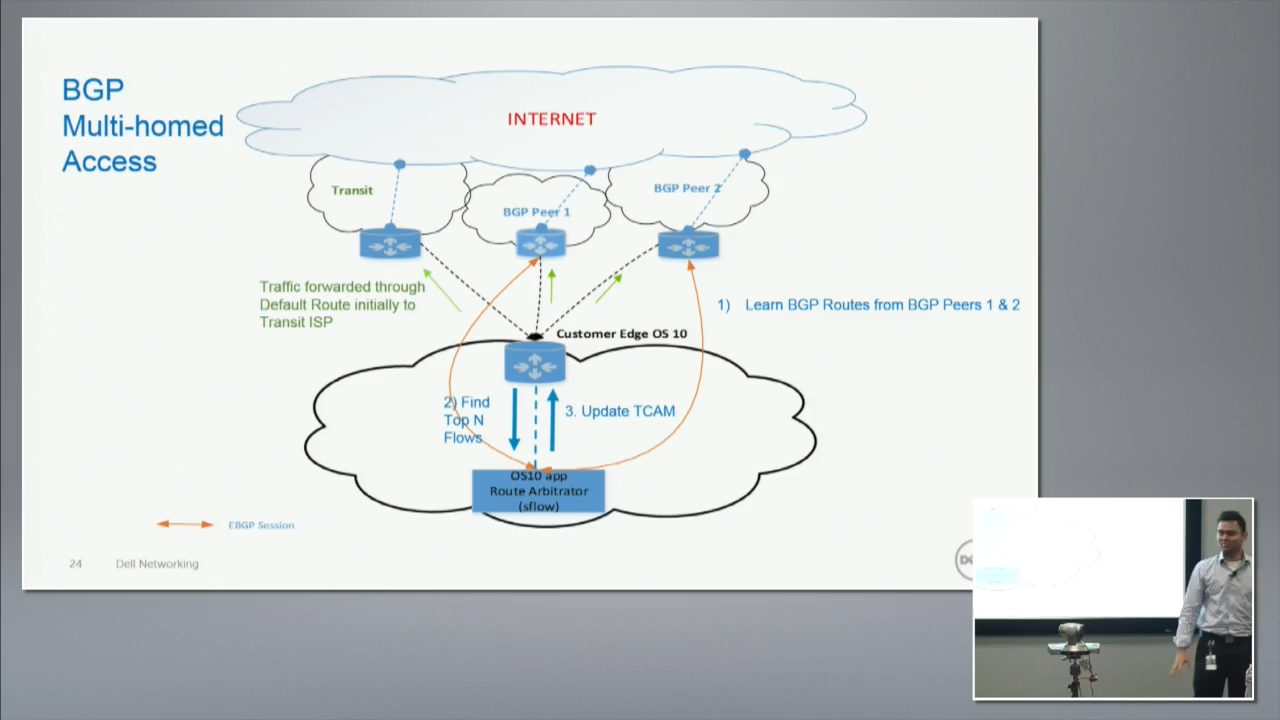 BGP
Multi-homed
Access
INTERNET
Transit
BGP Peer 1
BGP Peer 2
Traffic forwarded through
Default Route initially to
Transit ISP
1) Learn BGP Routes from BGP Peers 1 & 2
Customer Edge OS 10
2) Find
Top N
Flows
3. Update TCAM
OS10 app
Route Arbitrator
(sflow)
EBGP Session
24 Dell Networking